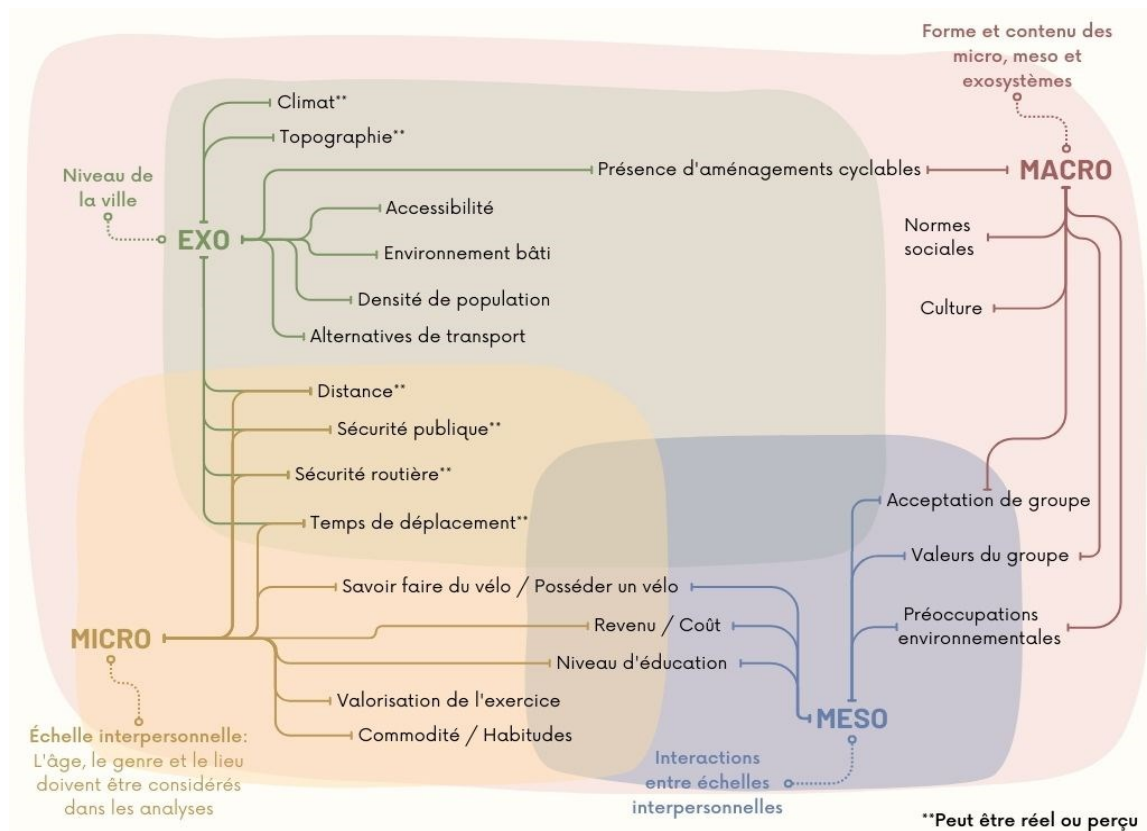 Forme et contenu des
micro, meso et
exosystèmes
MACRO
Climat**
Topographie**
Niveau de
la ville
EXO
Présence d'aménagements cyclables
Accessibilité
Environnement bâti
Densité de population
Alternatives de transport
Normes
sociales
Culture
Distance**
Sécurité publique**
Sécurité routière**
Temps de déplacement**
Acceptation de groupe
Valeurs du groupe
Préoccupations
environnementales
Savoir faire du vélo / Posséder un vélo
Revenu / Coût
Niveau d'éducation
MICRO
Valorisation de l'exercice
Commodité / Habitudes
MESO
Échelle interpersonnelle:
L'âge, le genre et le lieu
doivent être considérés
dans les analyses
Interactions
entre échelles
interpersonnelles
**Peut être réel ou perçu